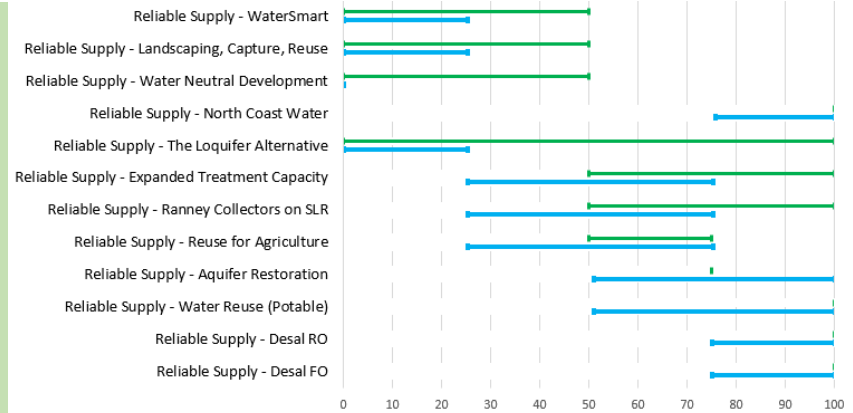 Reliable Supply - WaterSmart
Reliable Supply - Landscaping, Capture, Reuse
Reliable Supply - Water Neutral Development
Reliable Supply - North Coast Water
Reliable Supply - The Loquifer Alternative
Reliable Supply - Expanded Treatment Capacity
Reliable Supply - Ranney Collectors on SLR
Reliable Supply - Reuse for Agriculture
Reliable Supply - Aquifer Restoration
Reliable Supply - Water Reuse (Potable)
Reliable Supply - Desal RO
Reliable Supply - Desal FO
0 10 20 30 40 50 60 70 80 90 100